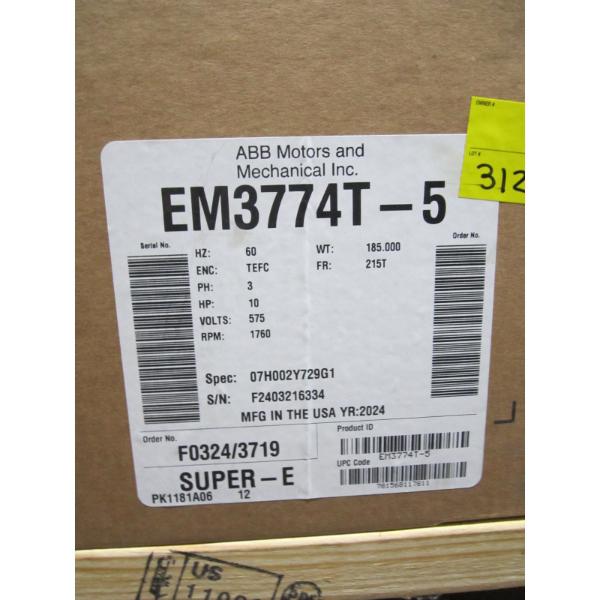 OWNER #
LOT #
312
ABB Motors and
Mechanical Inc.
EM3774T-5
Serial No.
Order No.
HZ: 60 WT: 185.000
ENC: TEFC FR: 215T
PH: 3
HP: 10
VOLTS: 575
RPM: 1760
Spec: 07H002Y729G1
S/N: F2403216334
MFG IN THE USA YR:2024
Order No.
F0324/3719
Product ID
EM3774T-5
UPC Code
781568117811
SUPER-E
PK1181A06 12
US